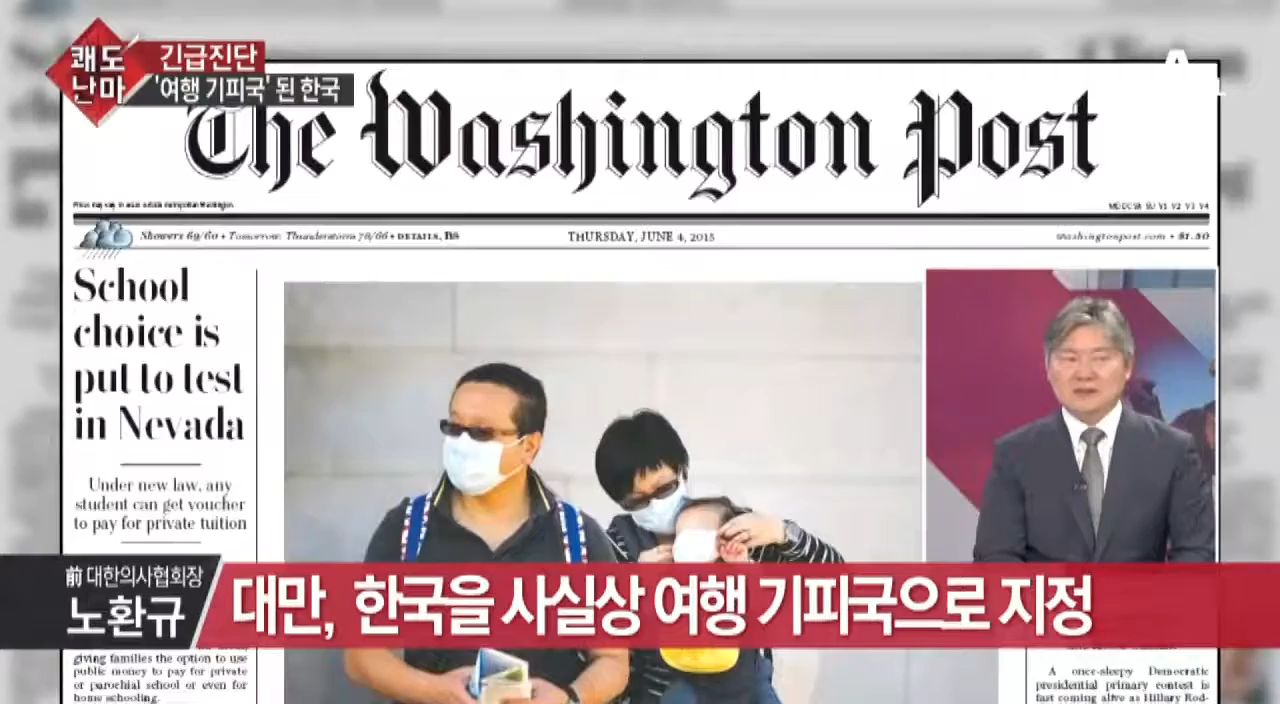 쾌도
난마
긴급진단
'여행 기피국' 된 한국
The Washington Post
Showers 69/60 • Tomorrow: Thunderstorm 78/66 • DETAILS, B8
THURSDAY, JUNE 4, 2015
washingtonpost.com • $1.50
School
choice is
put to test
in Nevada
Under new law, any
student can get voucher
to pay for private tuition
前 대한의사협회장
노환규
대만, 한국을 사실상 여행 기피국으로 지정
giving families the option to use
public money to pay for private
or parochial school or even for
home schooling.
A once-sleepy Democratic
presidential primary contest is
fast coming alive as Hillary Rod-